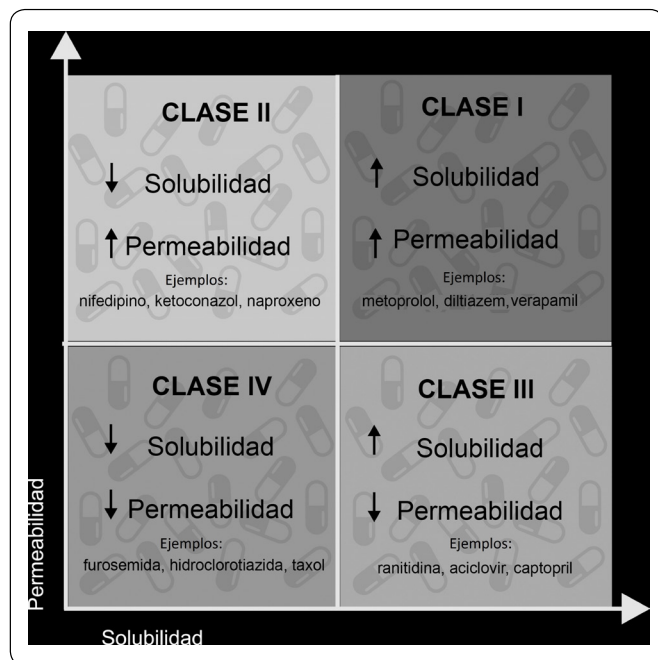 CLASE II
↓ Solubilidad
↑ Permeabilidad
Ejemplos:
nifedipino, ketoconazol, naproxeno
CLASE I
↑ Solubilidad
↑ Permeabilidad
Ejemplos:
metoprolol, diltiazem, verapamil
CLASE IV
↓ Solubilidad
↓ Permeabilidad
Ejemplos:
furosemida, hidroclorotiazida, taxol
CLASE III
↑ Solubilidad
↓ Permeabilidad
Ejemplos:
ranitidina, aciclovir, captopril
Permeabilidad
Solubilidad